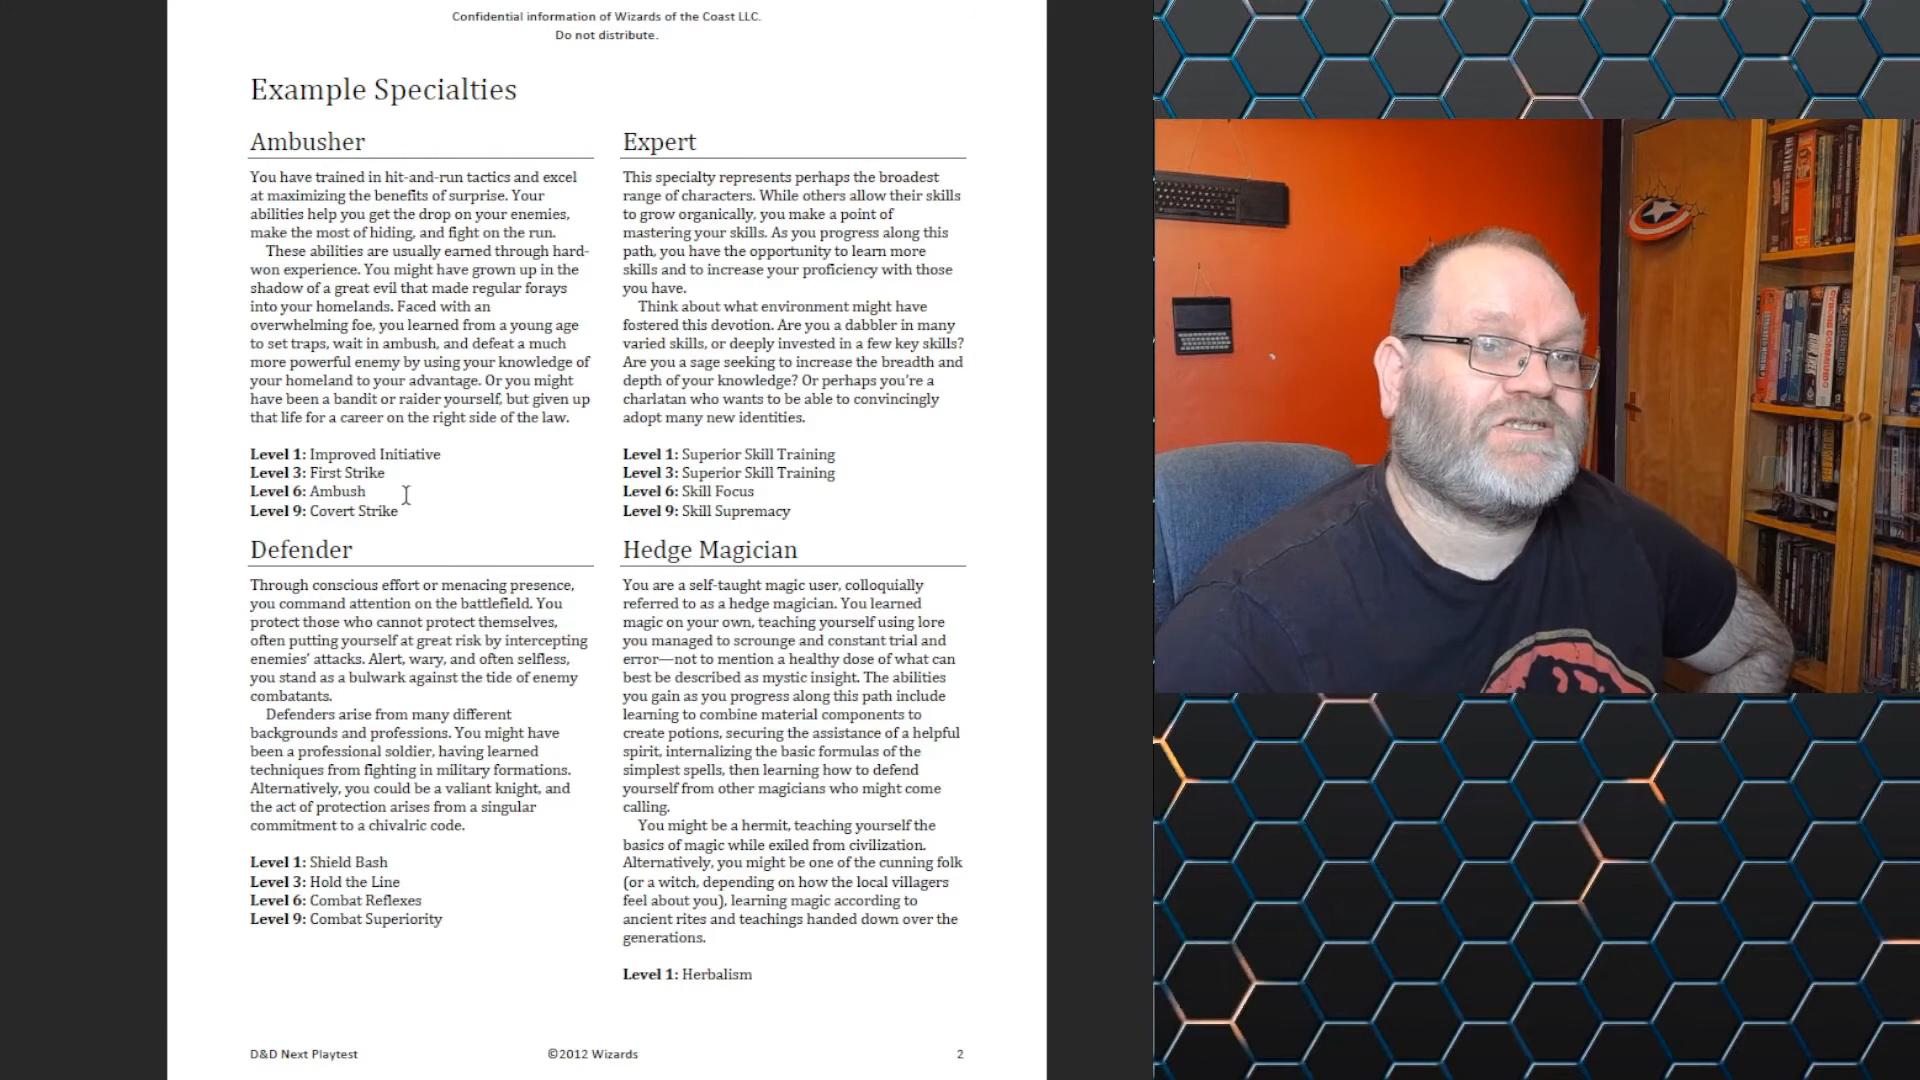 Confidential information of Wizards of the Coast LLC.
Do not distribute.
Example Specialties
Ambusher
You have trained in hit-and-run tactics and excel
at maximizing the benefits of surprise. Your
abilities help you get the drop on your enemies,
make the most of hiding, and fight on the run.
These abilities are usually earned through hard-
won experience. You might have grown up in the
shadow of a great evil that made regular forays
into your homelands. Faced with an
overwhelming foe, you learned from a young age
to set traps, wait in ambush, and defeat a much
more powerful enemy by using your knowledge of
your homeland to your advantage. Or you might
have been a bandit or raider yourself, but given up
that life for a career on the right side of the law.
Level 1: Improved Initiative
Level 3: First Strike
Level 6: Ambush
Level 9: Covert Strike
Defender
Through conscious effort or menacing presence,
you command attention on the battlefield. You
protect those who cannot protect themselves,
often putting yourself at great risk by intercepting
enemies' attacks. Alert, wary, and often selfless,
you stand as a bulwark against the tide of enemy
combatants.
Defenders arise from many different
backgrounds and professions. You might have
been a professional soldier, having learned
techniques from fighting in military formations.
Alternatively, you could be a valiant knight, and
the act of protection arises from a singular
commitment to a chivalric code.
Level 1: Shield Bash
Level 3: Hold the Line
Level 6: Combat Reflexes
Level 9: Combat Superiority
Expert
This specialty represents perhaps the broadest
range of characters. While others allow their skills
to grow organically, you make a point of
mastering your skills. As you progress along this
path, you have the opportunity to learn more
skills and to increase your proficiency with those
you have.
Think about what environment might have
fostered this devotion. Are you a dabbler in many
varied skills, or deeply invested in a few key skills?
Are you a sage seeking to increase the breadth and
depth of your knowledge? Or perhaps you're a
charlatan who wants to be able to convincingly
adopt many new identities.
Level 1: Superior Skill Training
Level 3: Superior Skill Training
Level 6: Skill Focus
Level 9: Skill Supremacy
Hedge Magician
You are a self-taught magic user, colloquially
referred to as a hedge magician. You learned
magic on your own, teaching yourself using lore
you managed to scrounge and constant trial and
error—not to mention a healthy dose of what can
best be described as mystic insight. The abilities
you gain as you progress along this path include
learning to combine material components to
create potions, securing the assistance of a helpful
spirit, internalizing the basic formulas of the
simplest spells, then learning how to defend
yourself from other magicians who might come
calling.
You might be a hermit, teaching yourself the
basics of magic while exiled from civilization.
Alternatively, you might be one of the cunning folk
(or a witch, depending on how the local villagers
feel about you), learning magic according to
ancient rites and teachings handed down over the
generations.
Level 1: Herbalism
D&D Next Playtest
©2012 Wizards
2